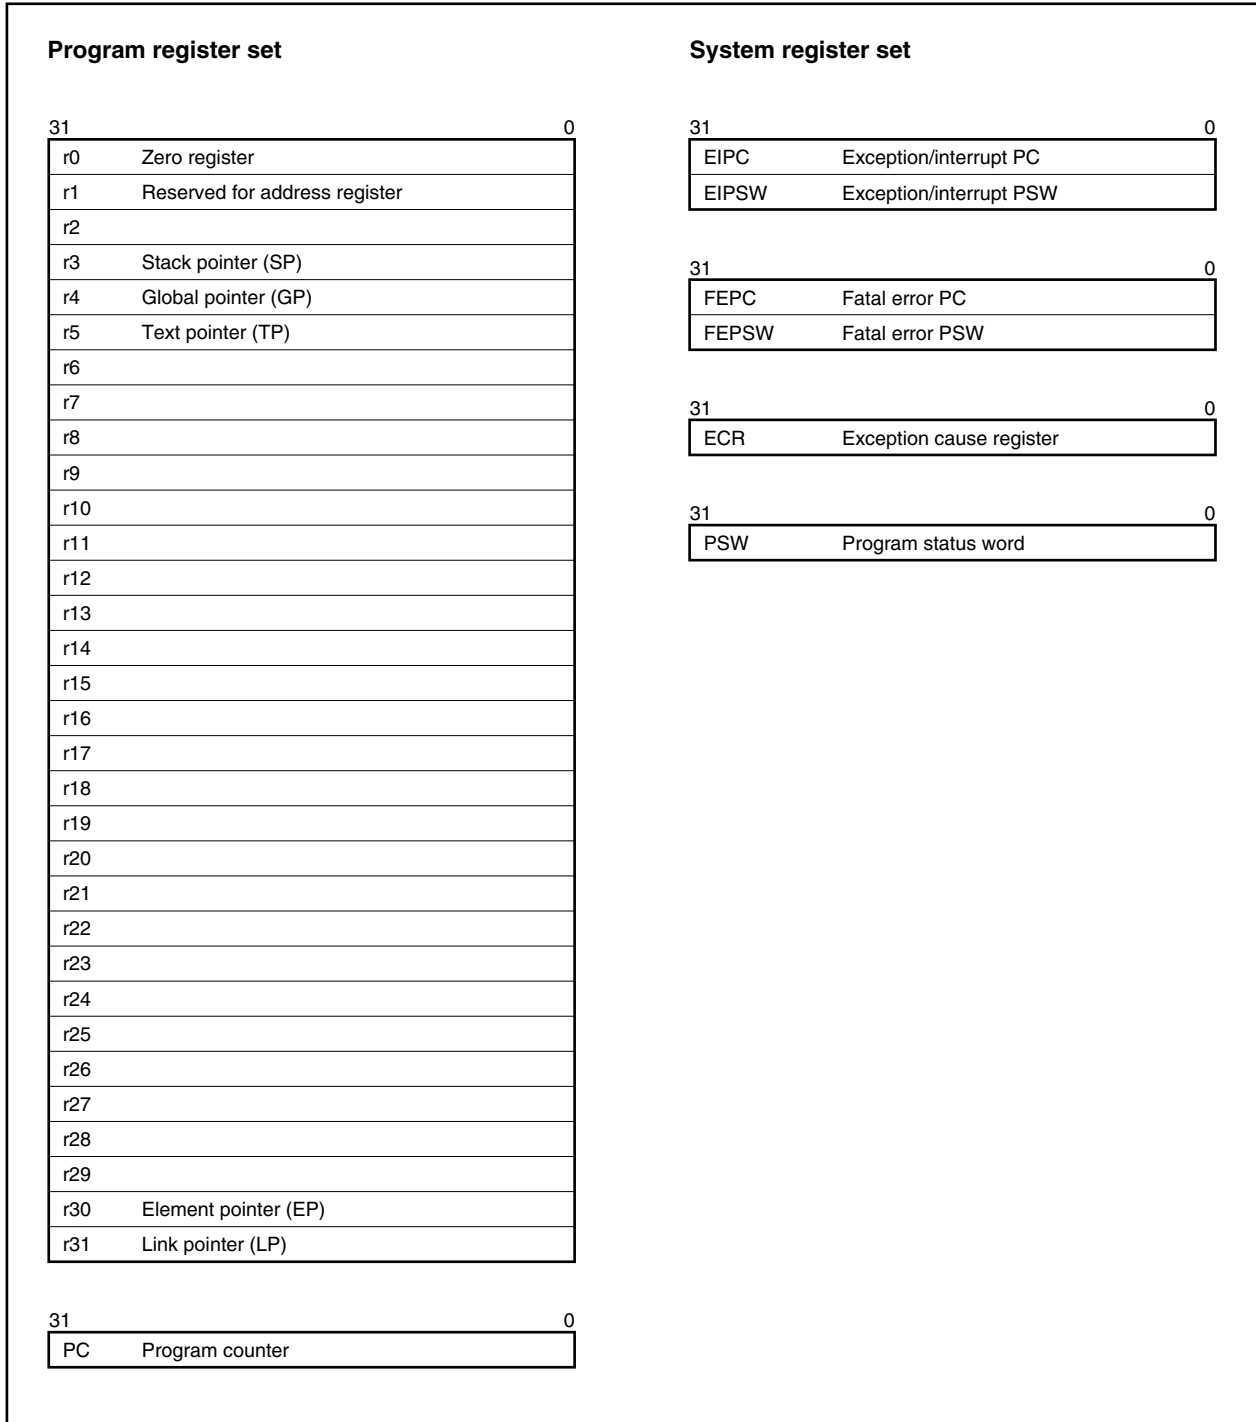 Program register set
31 0
r0 Zero register
r1 Reserved for address register
r2
r3 Stack pointer (SP)
r4 Global pointer (GP)
r5 Text pointer (TP)
r6
r7
r8
r9
r10
r11
r12
r13
r14
r15
r16
r17
r18
r19
r20
r21
r22
r23
r24
r25
r26
r27
r28
r29
r30 Element pointer (EP)
r31 Link pointer (LP)
31 0
PC Program counter
System register set
31 0
EIPC Exception/interrupt PC
EIPSW Exception/interrupt PSW
31 0
FEPC Fatal error PC
FEPSW Fatal error PSW
31 0
ECR Exception cause register
31 0
PSW Program status word